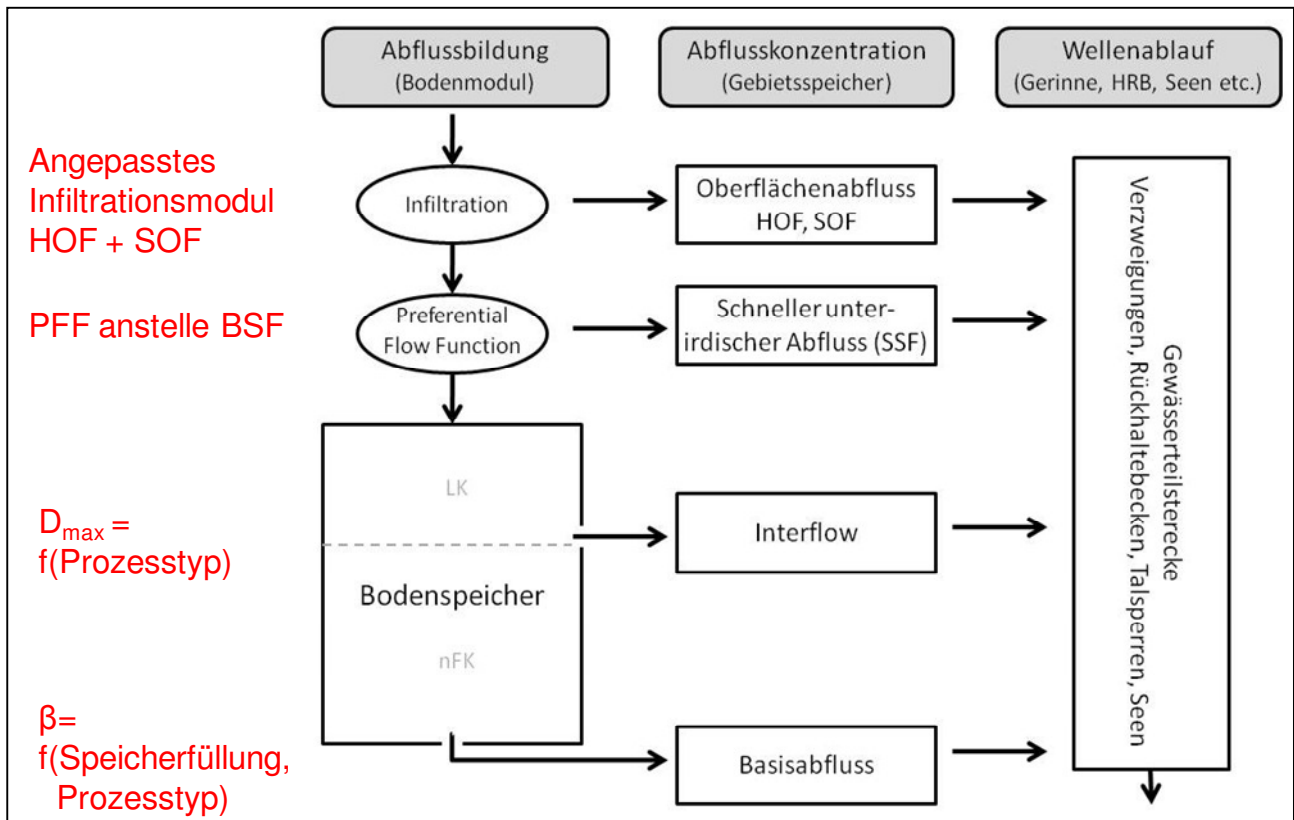 Abflussbildung
(Bodenmodul)
Abflusskonzentration
(Gebietsspeicher)
Wellenablauf
(Gerinne, HRB, Seen etc.)
Angepasstes
Infiltrationsmodul
HOF + SOF
Infiltration
Oberflächenabfluss
HOF, SOF
PFF anstelle BSF
Preferential
Flow Function
Schneller unter-
irdischer Abfluss (SSF)
Dmax =
f(Prozesstyp)
LK
Bodenspeicher
nFK
Interflow
β=
f(Speicherfüllung,
Prozesstyp)
Basisabfluss
Gewässerteilsterecke
Verzweigungen, Rückhaltebecken, Talsperren, Seen